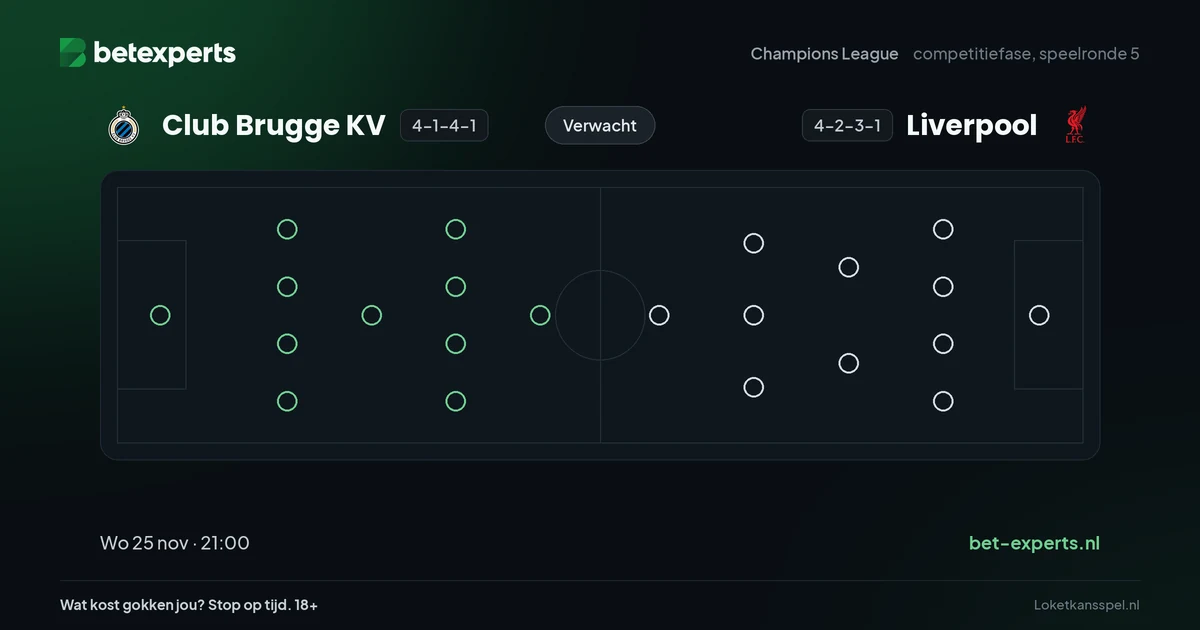 betexperts
Champions League competitiefase, speelronde 5
Club Brugge KV 4-1-4-1 Verwacht 4-2-3-1 Liverpool
L.F.C.
Wo 25 nov · 21:00
bet-experts.nl
Wat kost gokken jou? Stop op tijd. 18+
Loketkansspel.nl